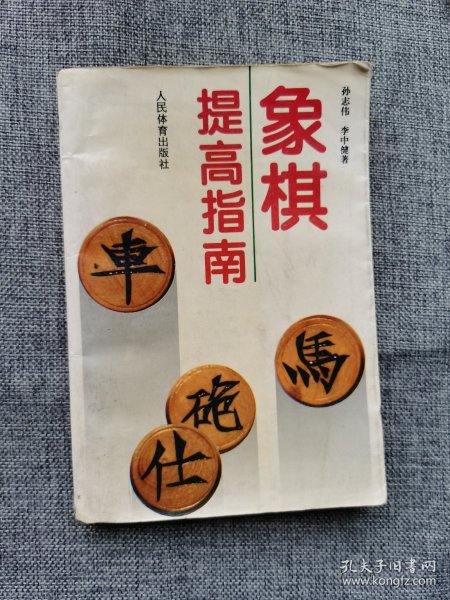 孙志伟 李中健著
象棋
提高指南
人民体育出版社
車
馬
砲
仕
孔夫子旧书网
www.kongfz.com